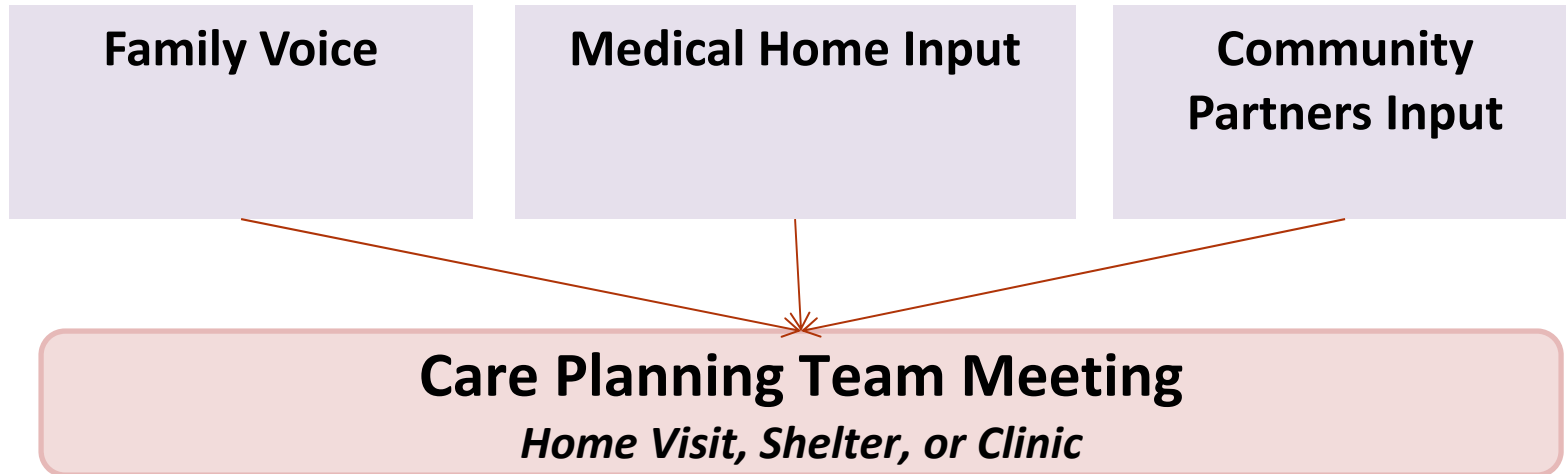 Family Voice
Medical Home Input
Community
Partners Input
Care Planning Team Meeting
Home Visit, Shelter, or Clinic